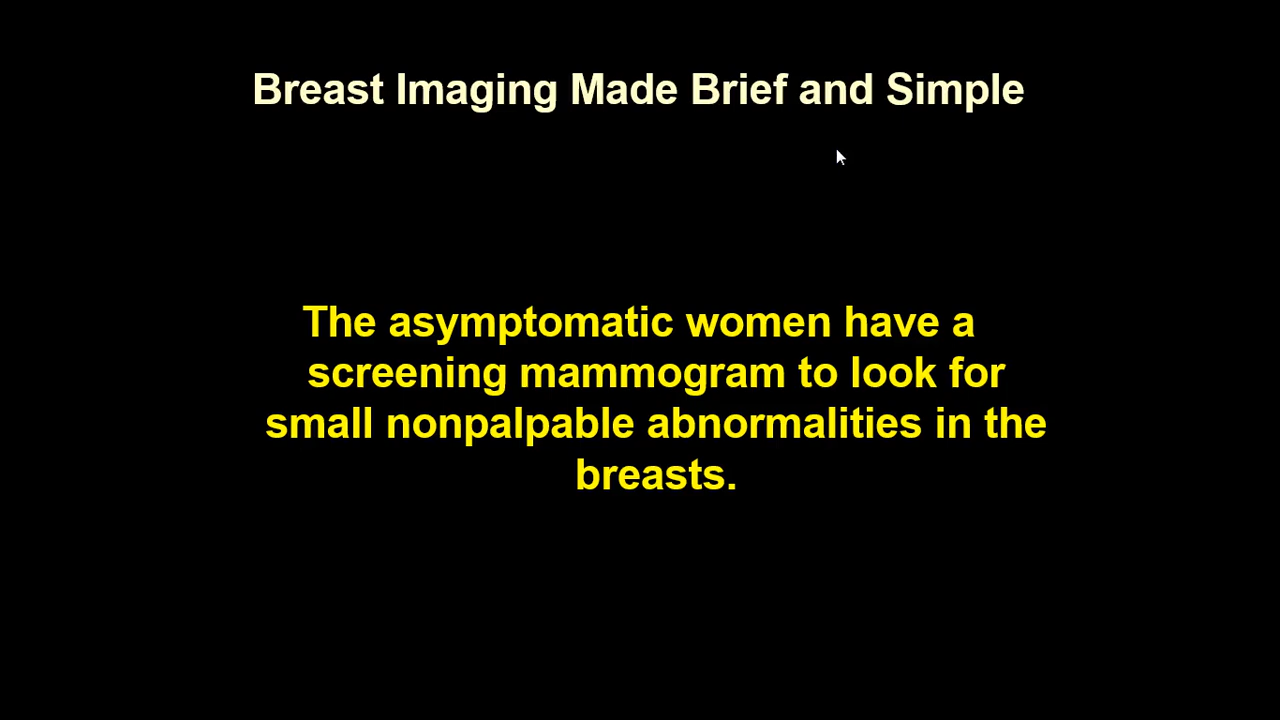 Breast Imaging Made Brief and Simple
The asymptomatic women have a
screening mammogram to look for
small nonpalpable abnormalities in the
breasts.